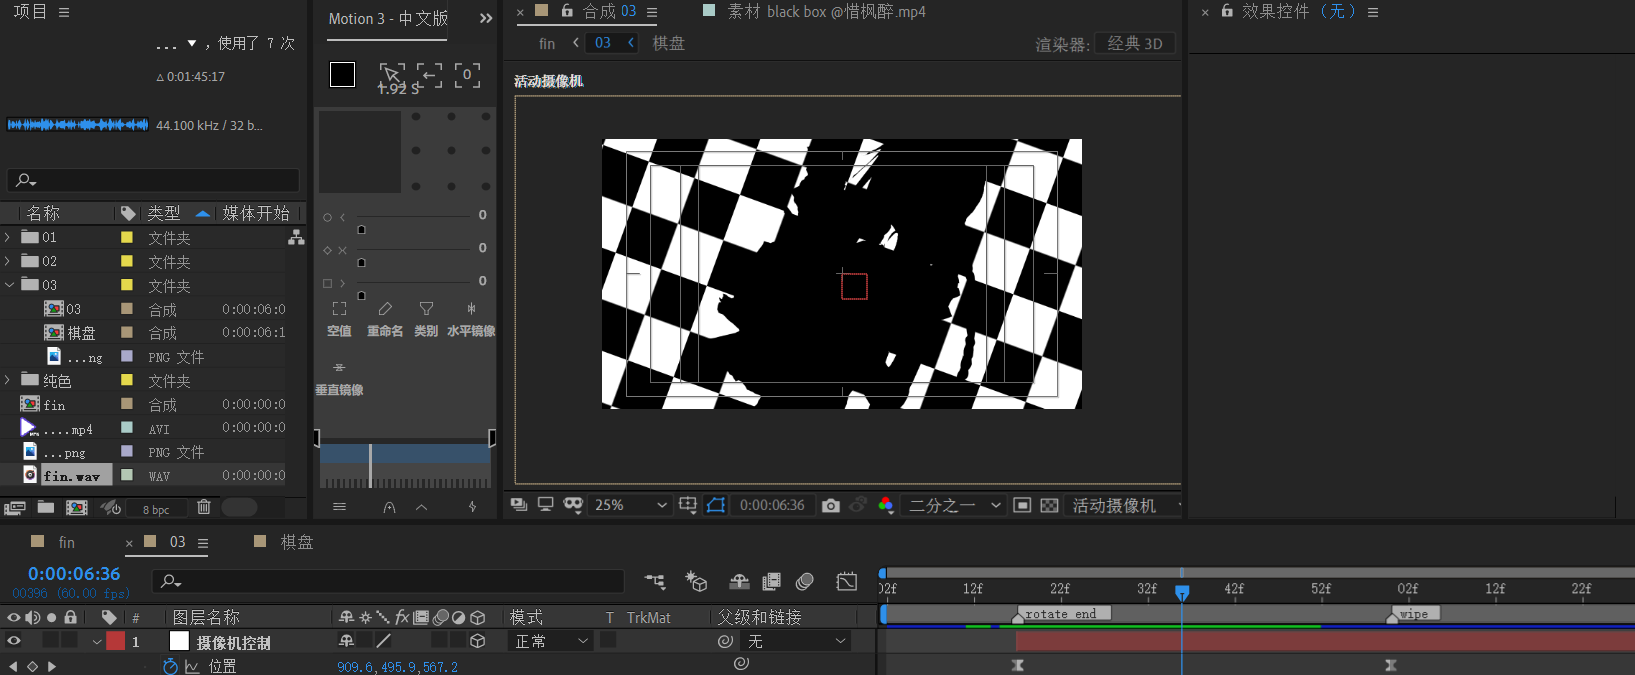 项目
... ▼ ，使用了 7 次
△ 0:01:45:17
44.100 kHz / 32 b...
名称 类型 媒体开始
01 文件夹
02 文件夹
03 文件夹
03 合成 0:00:06:0
棋盘 合成 0:00:06:1
...ng PNG 文件
纯色 文件夹
fin 合成 0:00:00:0
....mp4 AVI 0:00:00:0
...png PNG 文件
fin.wav WAV 0:00:00:0
8 bpc
Motion 3 - 中文版
1.92 S
0
0
0
0
空值 重命名 类别 水平镜像
垂直镜像
合成 03
素材 black box @惜枫醉.mp4
fin 03 棋盘
渲染器: 经典 3D
活动摄像机
25% 0:00:06:36 二分之一 活动摄像机
效果控件 （无）
fin 03 棋盘
0:00:06:36
00396 (60.00 fps)
:02f 12f 22f 32f 42f 52f 02f 12f 22f
rotate end wipe
# 图层名称 fx 模式 T TrkMat 父级和链接
1 摄像机控制 正常 无
位置 909.6,495.9,567.2